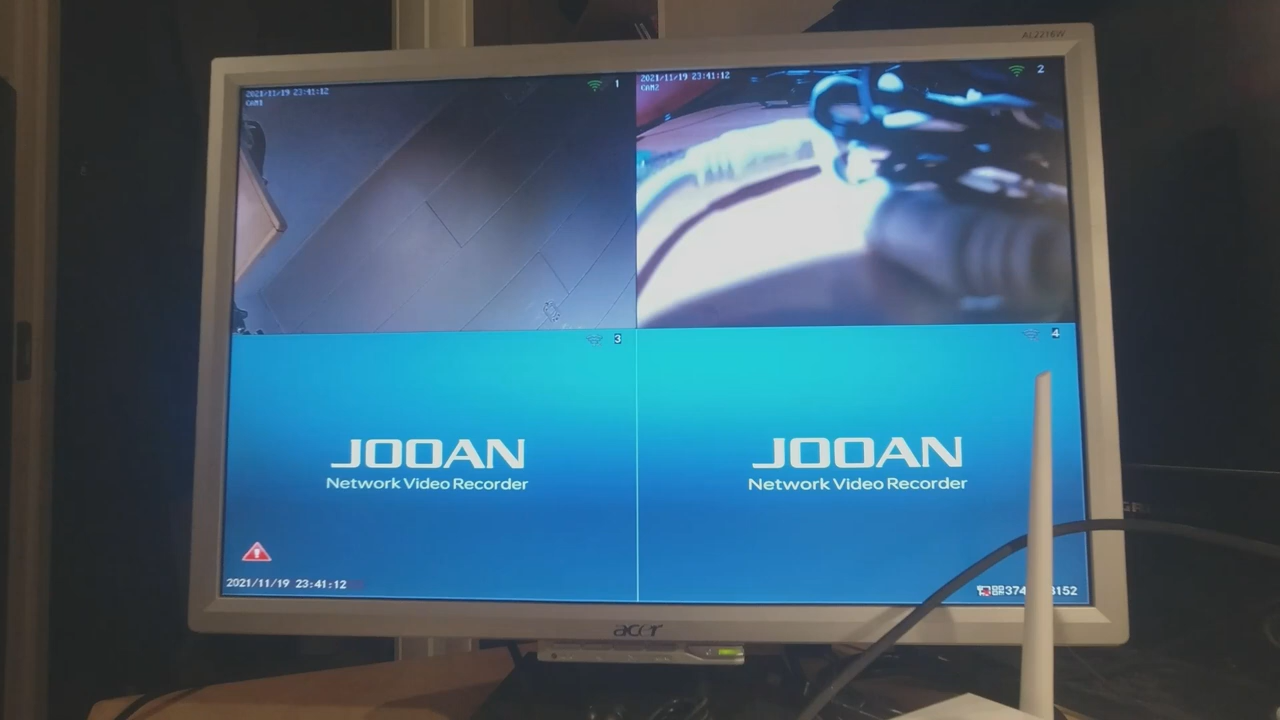 AL2216W
2021/11/19 23:41:12
CAM1
1
2021/11/19 23:41:12
CAM2
2
3
4
JOOAN
Network Video Recorder
JOOAN
Network Video Recorder
2021/11/19 23:41:12
acer